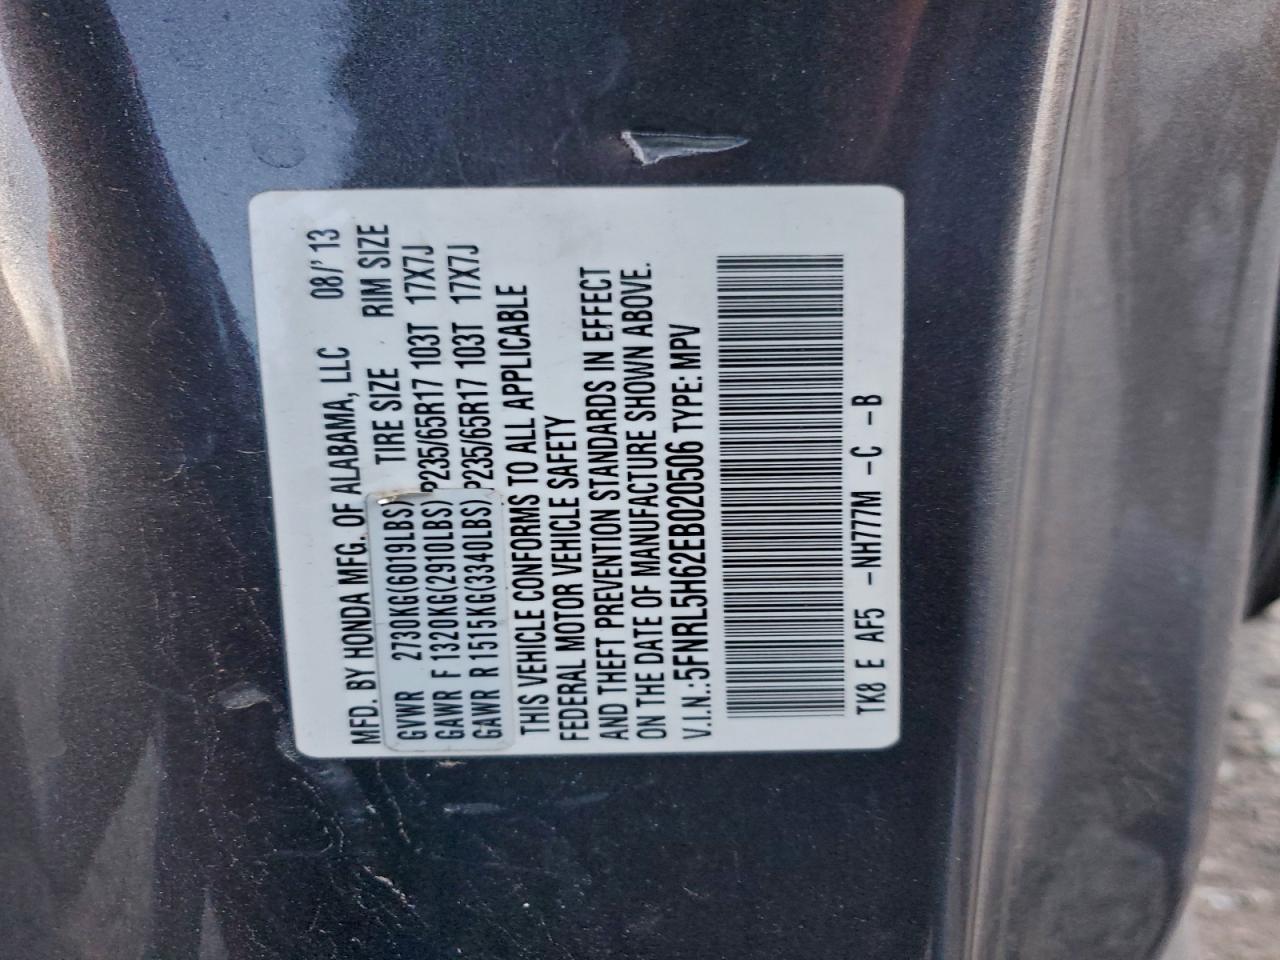 MFD. BY HONDA MFG. OF ALABAMA, LLC 08/'13
TIRE SIZE RIM SIZE
GVWR 2730KG(6019LBS)
GAWR F 1320KG(2910LBS) P235/65R17 103T 17X7J
GAWR R 1515KG(3340LBS) P235/65R17 103T 17X7J
THIS VEHICLE CONFORMS TO ALL APPLICABLE
FEDERAL MOTOR VEHICLE SAFETY
AND THEFT PREVENTION STANDARDS IN EFFECT
ON THE DATE OF MANUFACTURE SHOWN ABOVE.
V.I.N.:5FNRL5H62EB020506 TYPE: MPV
TK8 E AF5 -NH777M -C -B